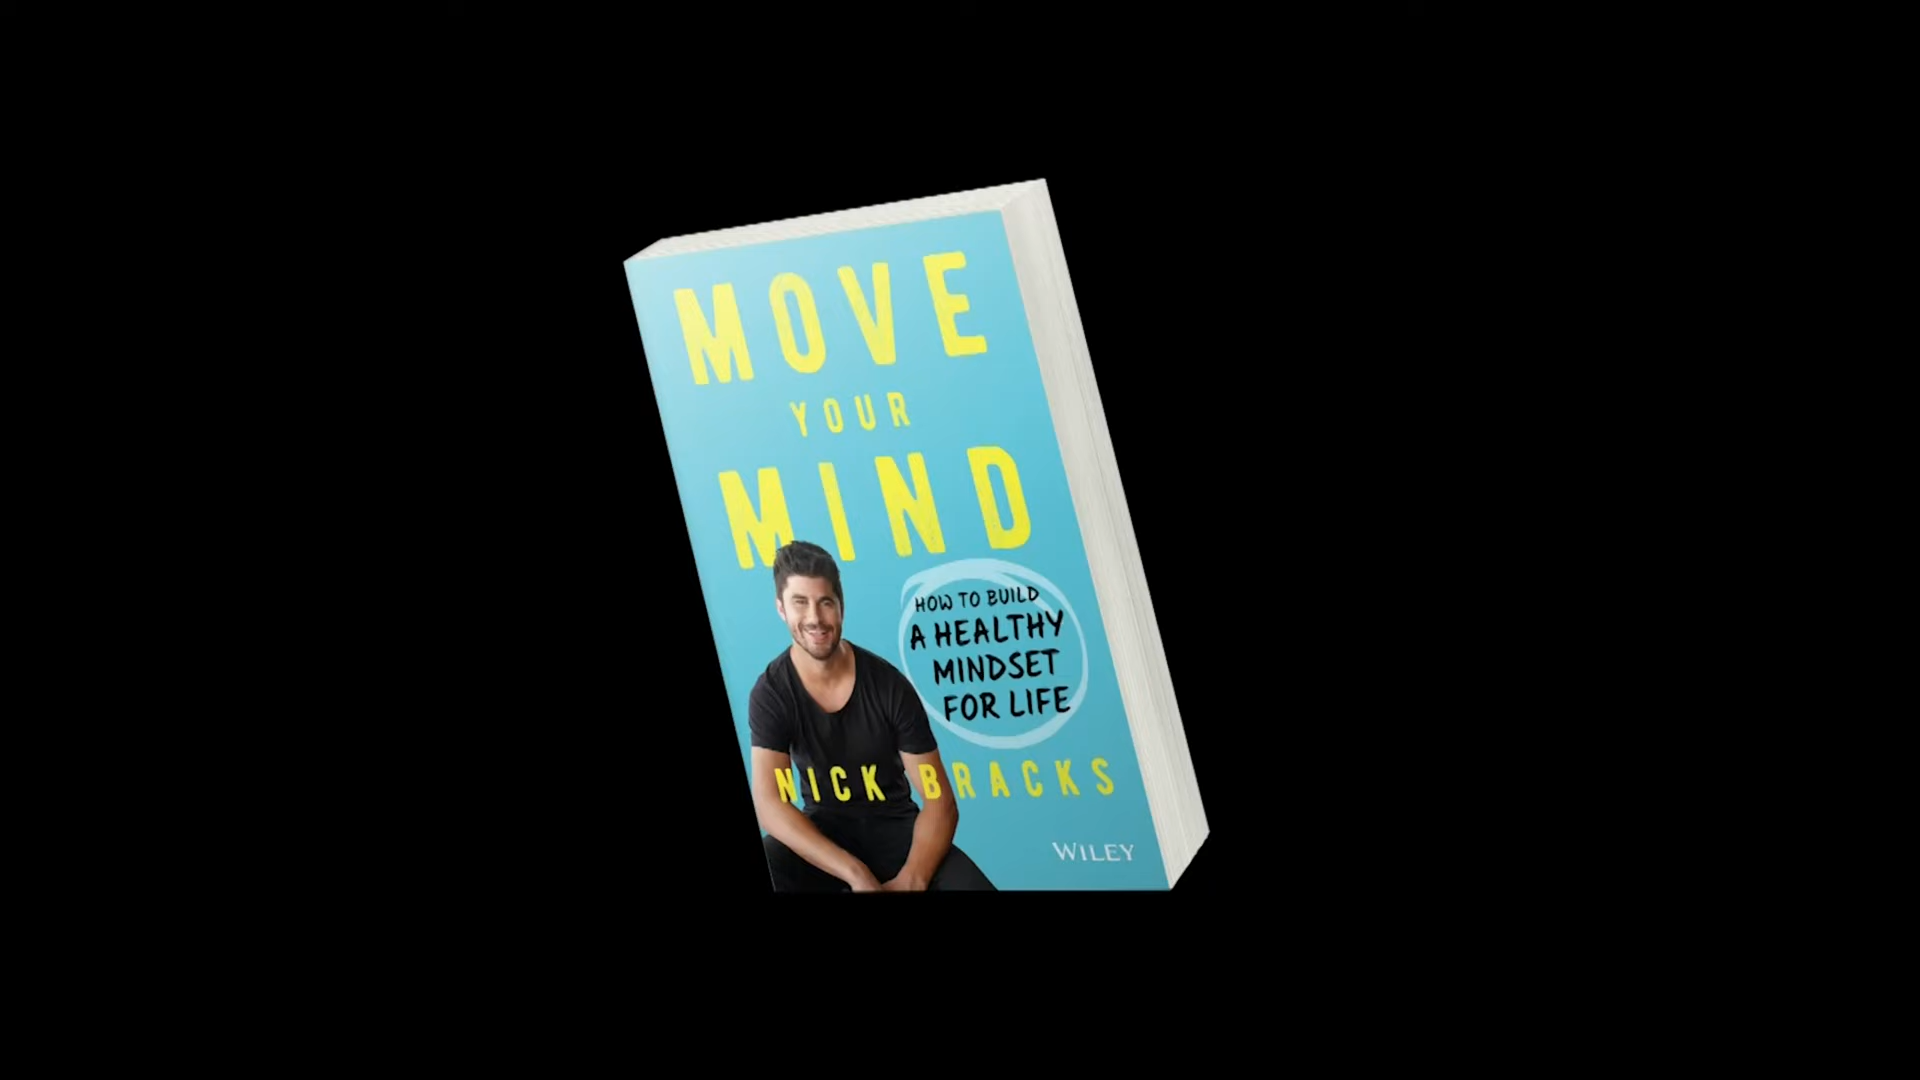 MOVE
YOUR
MIND
HOW TO BUILD
A HEALTHY
MINDSET
FOR LIFE
NICK BRACKS
WILEY